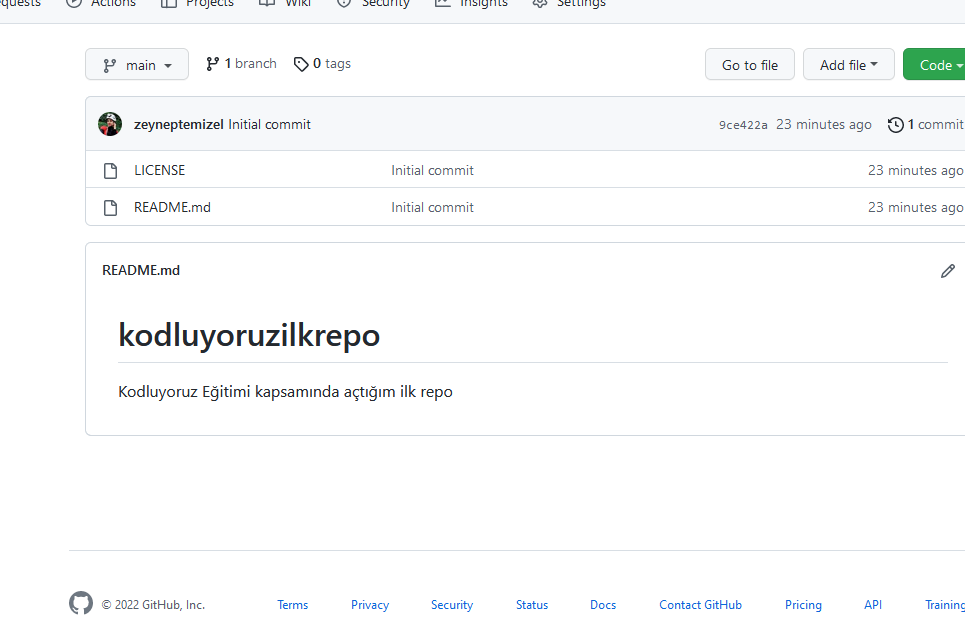 Actions Projects Wiki Security Insights Settings
main 1 branch 0 tags Go to file Add file Code
zeyneptemizel Initial commit 9ce422a 23 minutes ago 1 commit
LICENSE Initial commit 23 minutes ago
README.md Initial commit 23 minutes ago
README.md
kodluyoruzilkrepo
Kodluyoruz Eğitimi kapsamında açtığım ilk repo
© 2022 GitHub, Inc. Terms Privacy Security Status Docs Contact GitHub Pricing API Training